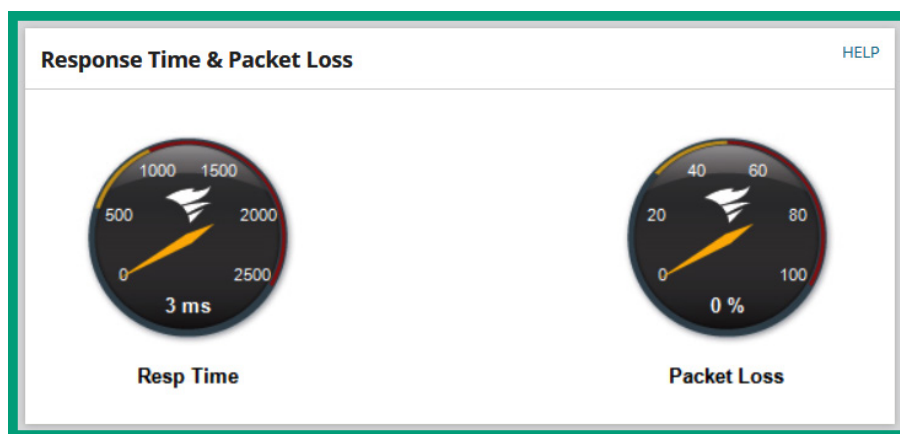 Response Time & Packet Loss
HELP
1000 1500
500 2000
0 2500
3 ms
Resp Time
40 60
20 80
0 100
0 %
Packet Loss